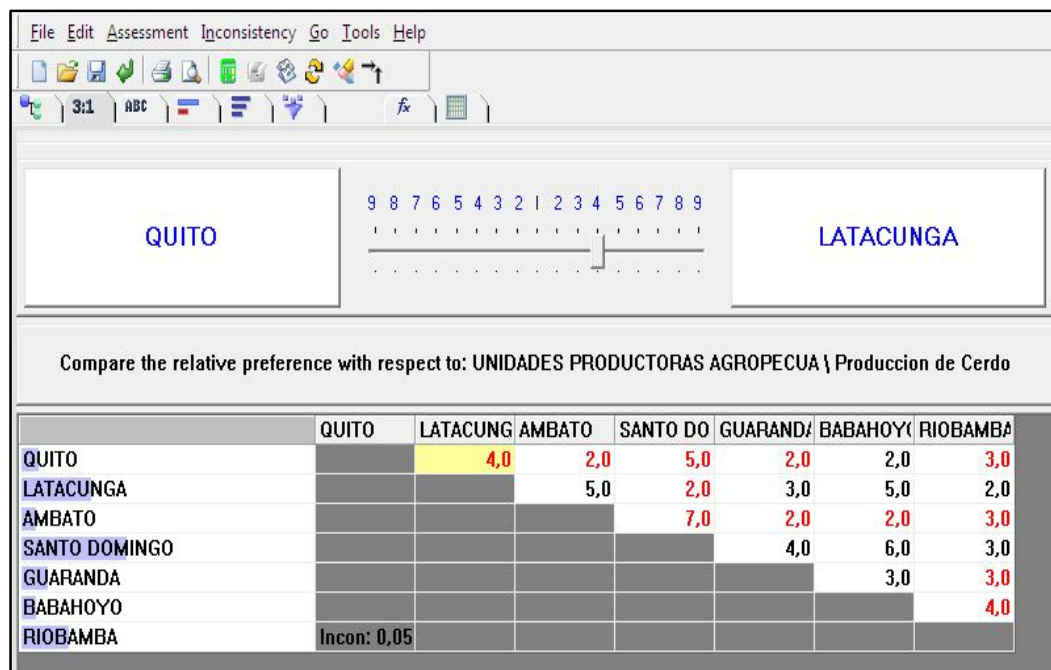 File Edit Assessment Inconsistency Go Tools Help
3:1 ABC fx
9 8 7 6 5 4 3 2 1 2 3 4 5 6 7 8 9
QUITO LATACUNGA
Compare the relative preference with respect to: UNIDADES PRODUCTORAS AGROPECUA \ Produccion de Cerdo
QUITO LATACUNG AMBATO SANTO DO GUARANDA BABAHOY( RIOBAMBA
QUITO 4,0 2,0 5,0 2,0 2,0 3,0
LATACUNGA 5,0 2,0 3,0 5,0 2,0
AMBATO 7,0 2,0 2,0 3,0
SANTO DOMINGO 4,0 6,0 3,0
GUARANDA 3,0 3,0
BABAHOYO 4,0
RIOBAMBA Incon: 0,05